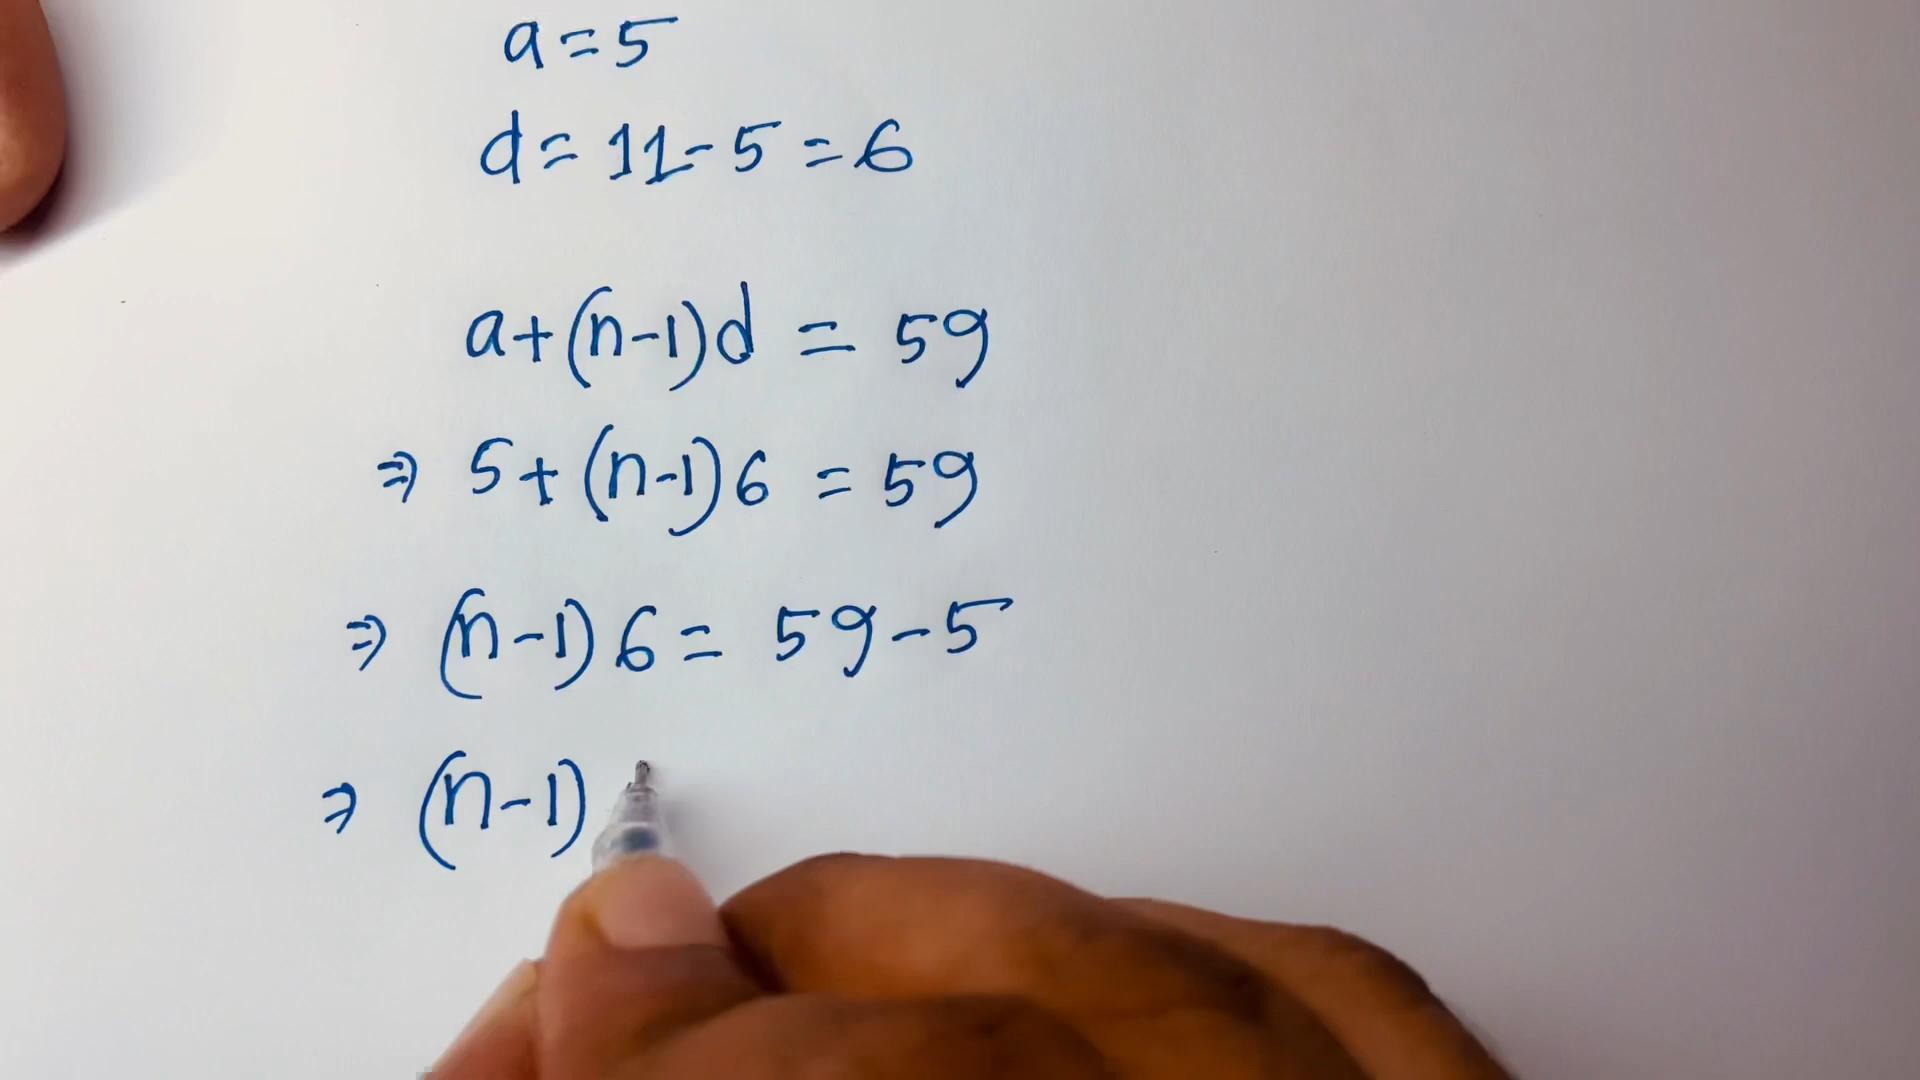 a = 5
d = 11 - 5 = 6
a + (n - 1) d = 59
⇒ 5 + (n - 1) 6 = 59
⇒ (n - 1) 6 = 59 - 5
⇒ (n - 1)